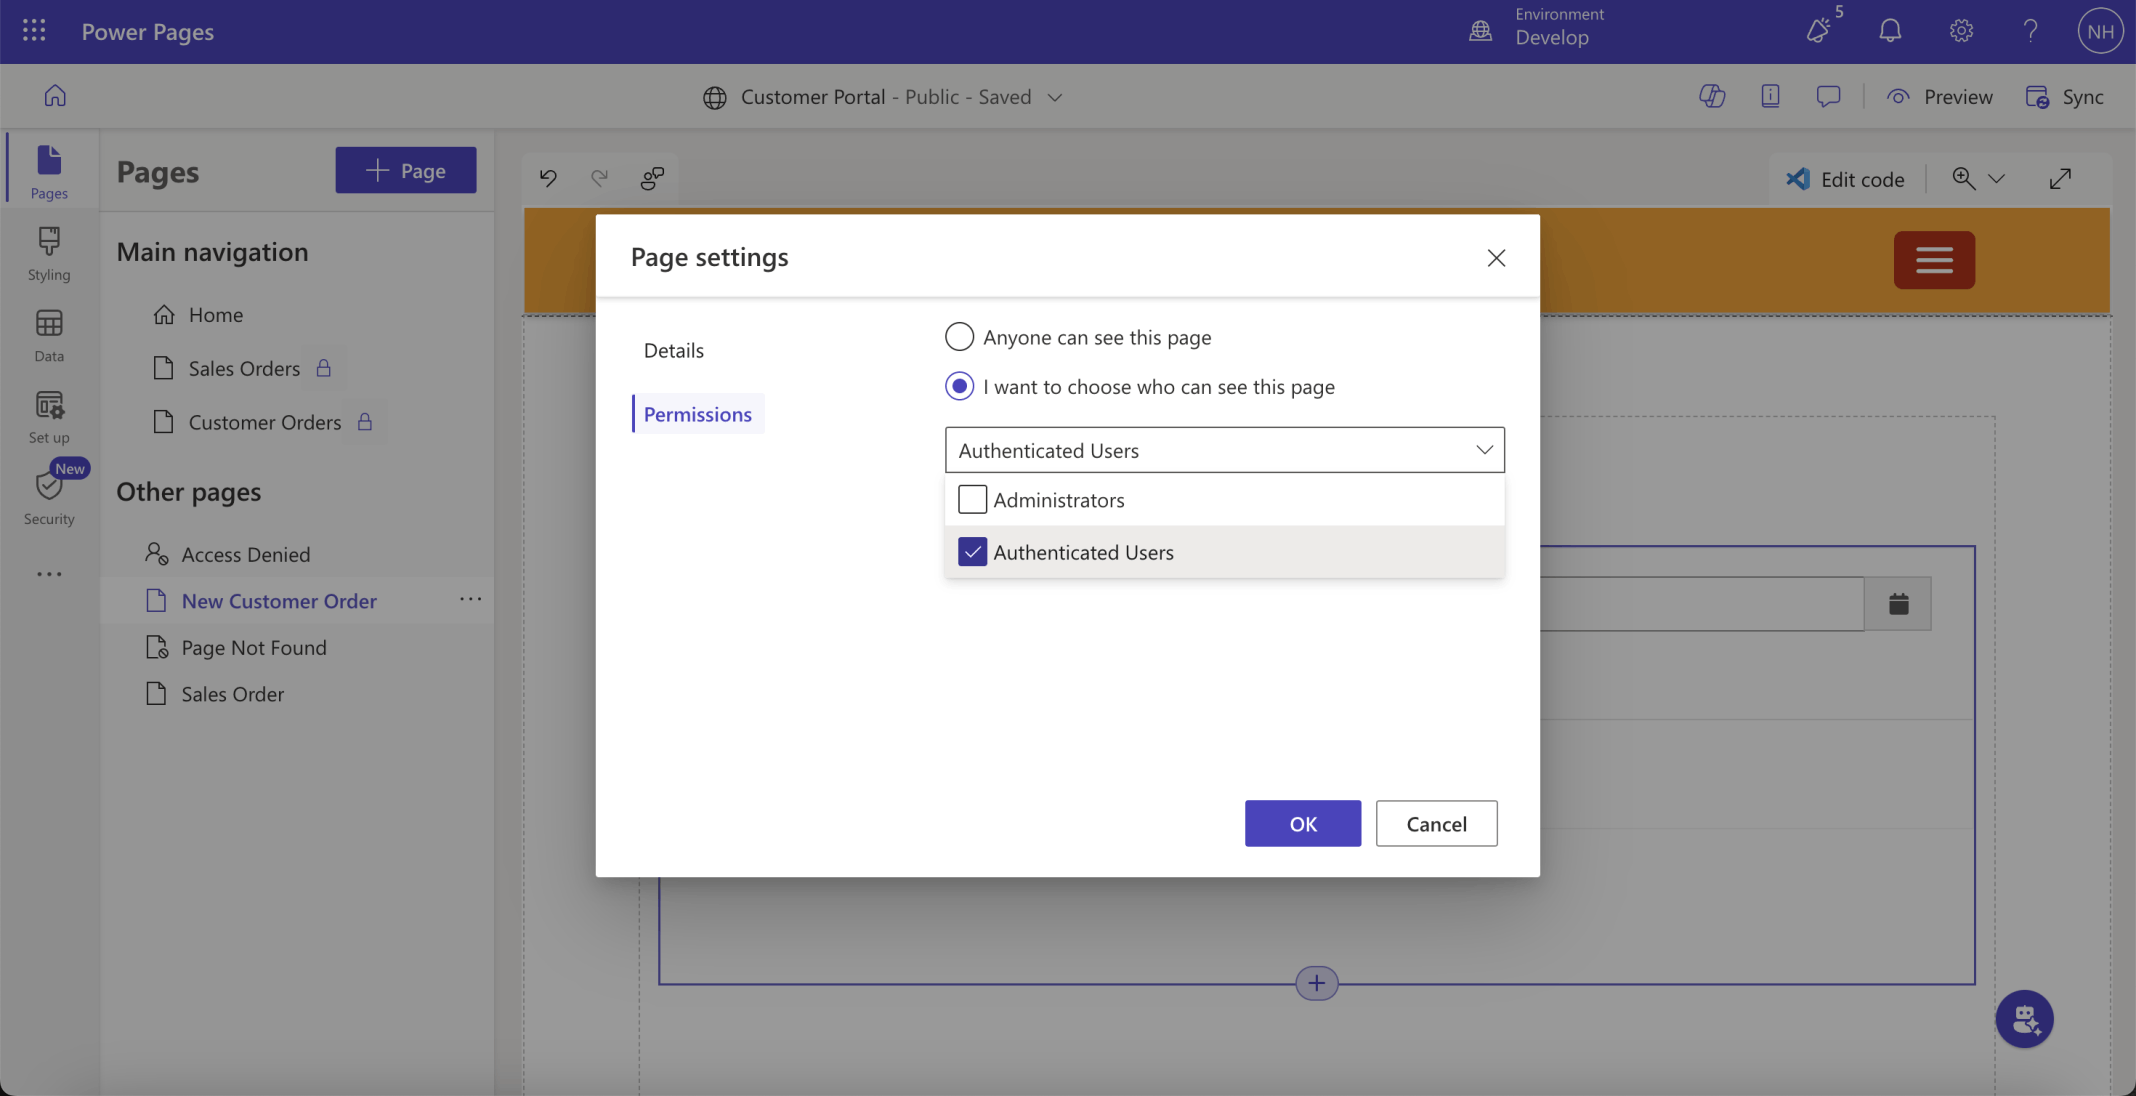 Power Pages
Environment
Develop
5
NH
Customer Portal - Public - Saved
Preview
Sync
Pages
Styling
Data
Set up
New
Security
Pages
Page
Main navigation
Home
Sales Orders
Customer Orders
Other pages
Access Denied
New Customer Order
Page Not Found
Sales Order
Edit code
Page settings
Details
Permissions
Anyone can see this page
I want to choose who can see this page
Authenticated Users
Administrators
Authenticated Users
OK
Cancel